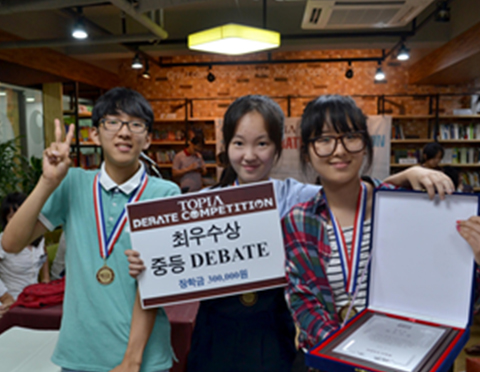 TOPIA
DEBATE COMPETITION
최우수상
중등 DEBATE
장학금 300,000원